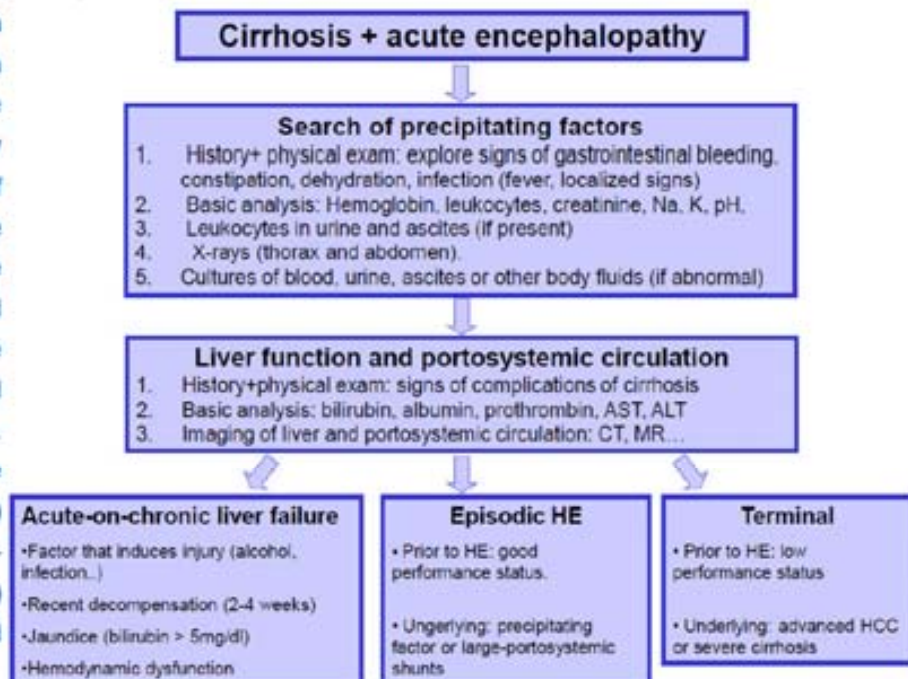 Cirrhosis + acute encephalopathy
Search of precipitating factors
1. History+ physical exam: explore signs of gastrointestinal bleeding,
constipation, dehydration, infection (fever, localized signs)
2. Basic analysis: Hemoglobin, leukocytes, creatinine, Na, K, pH,
3. Leukocytes in urine and ascites (if present)
4. X-rays (thorax and abdomen).
5. Cultures of blood, urine, ascites or other body fluids (if abnormal)
Liver function and portosystemic circulation
1. History+physical exam: signs of complications of cirrhosis
2. Basic analysis: bilirubin, albumin, prothrombin, AST, ALT
3. Imaging of liver and portosystemic circulation: CT, MR...
Acute-on-chronic liver failure
•Factor that induces injury (alcohol,
infection..)
•Recent decompensation (2-4 weeks)
•Jaundice (bilirubin > 5mg/dl)
•Hemodynamic dysfunction
Episodic HE
• Prior to HE: good
performance status.
• Ungerlying: precipitating
factor or large-portosystemic
shunts
Terminal
• Prior to HE: low
performance status
• Underlying: advanced HCC
or severe cirrhosis